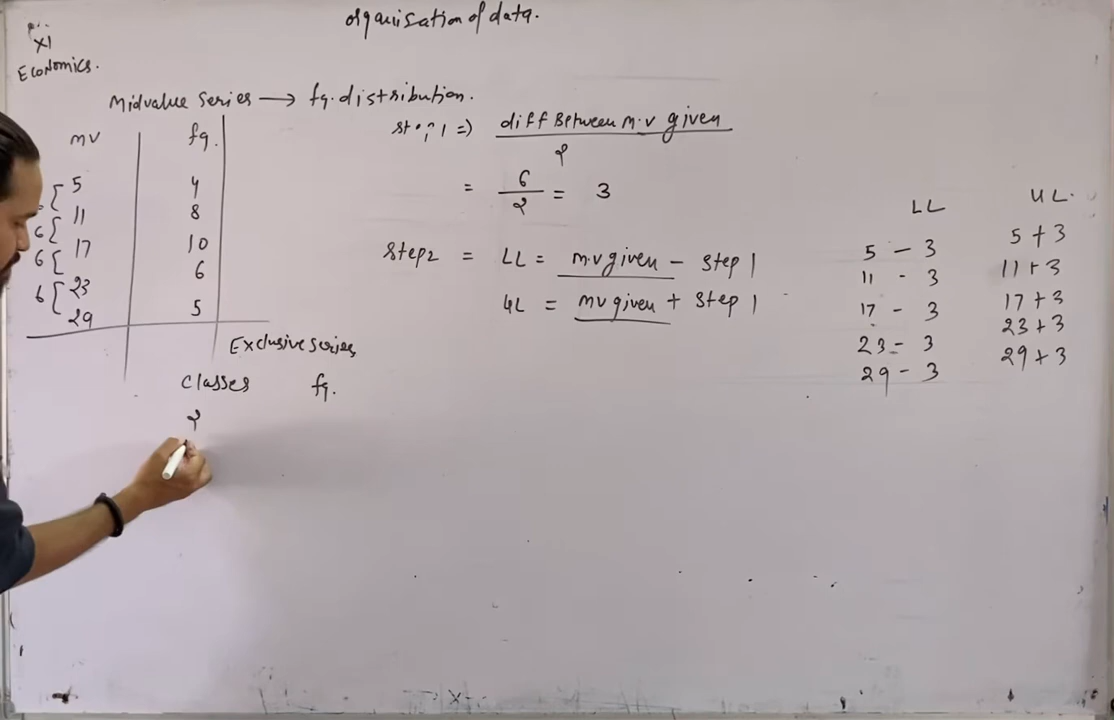 organisation of data.
XI
Economics.
Midvalue Series → fq. distribution.
mv fq.
5 4
11 8
17 10
23 6
29 5
6
6
6
step 1 => diff Between m.v given
2
= 6/2 = 3
Step 2 = LL = m.v given - Step 1
UL = mv given + Step 1
LL UL.
5 - 3 5 + 3
11 - 3 11 + 3
17 - 3 17 + 3
23 - 3 23 + 3
29 - 3 29 + 3
Exclusive series
Classes fq.
2